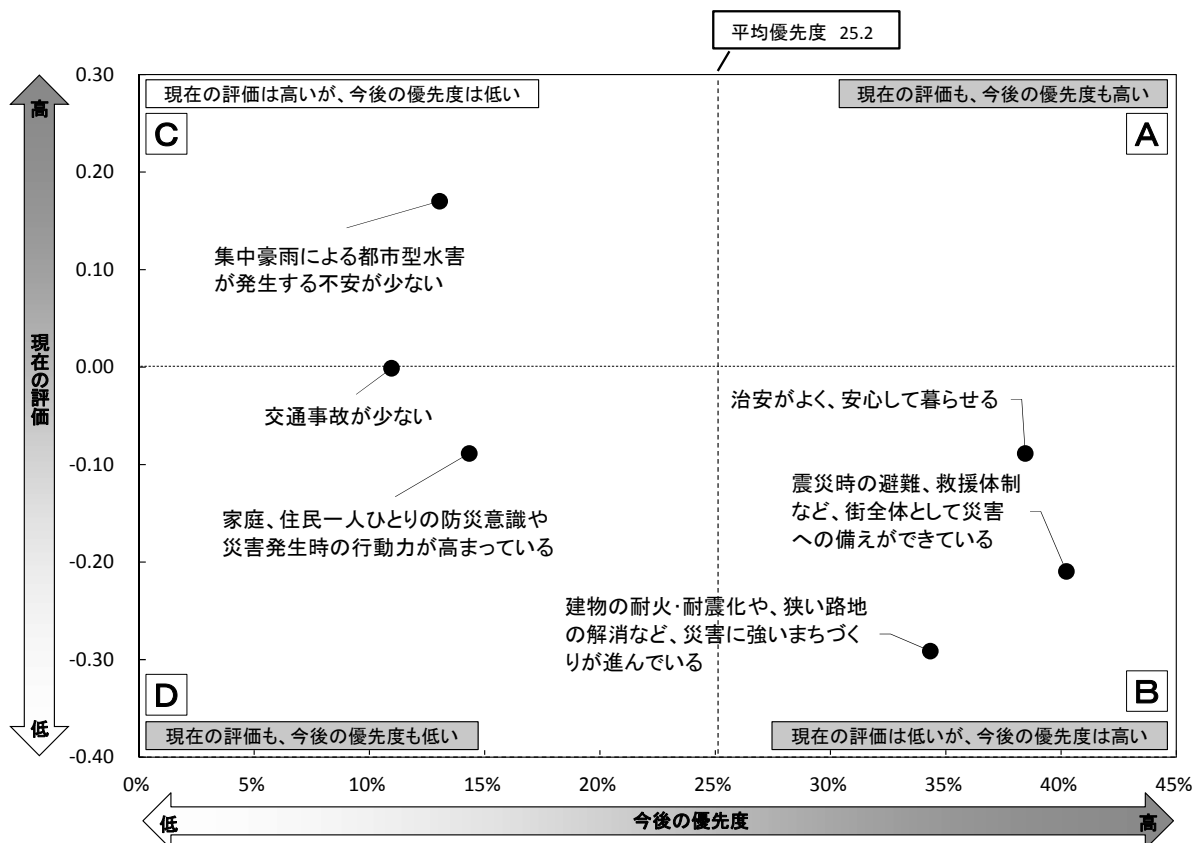 平均優先度 25.2
0.30
0.20
0.10
0.00
-0.10
-0.20
-0.30
-0.40
高
現在の評価
低
現在の評価は高いが、今後の優先度は低い
C
現在の評価も、今後の優先度も高い
A
集中豪雨による都市型水害
が発生する不安が少ない
交通事故が少ない
家庭、住民一人ひとりの防災意識や
災害発生時の行動力が高まっている
治安がよく、安心して暮らせる
震災時の避難、救援体制
など、街全体として災害
への備えができている
建物の耐火・耐震化や、狭い路地
の解消など、災害に強いまちづく
りが進んでいる
D
現在の評価も、今後の優先度も低い
B
現在の評価は低いが、今後の優先度は高い
0%
5%
10%
15%
20%
25%
30%
35%
40%
45%
低
今後の優先度
高